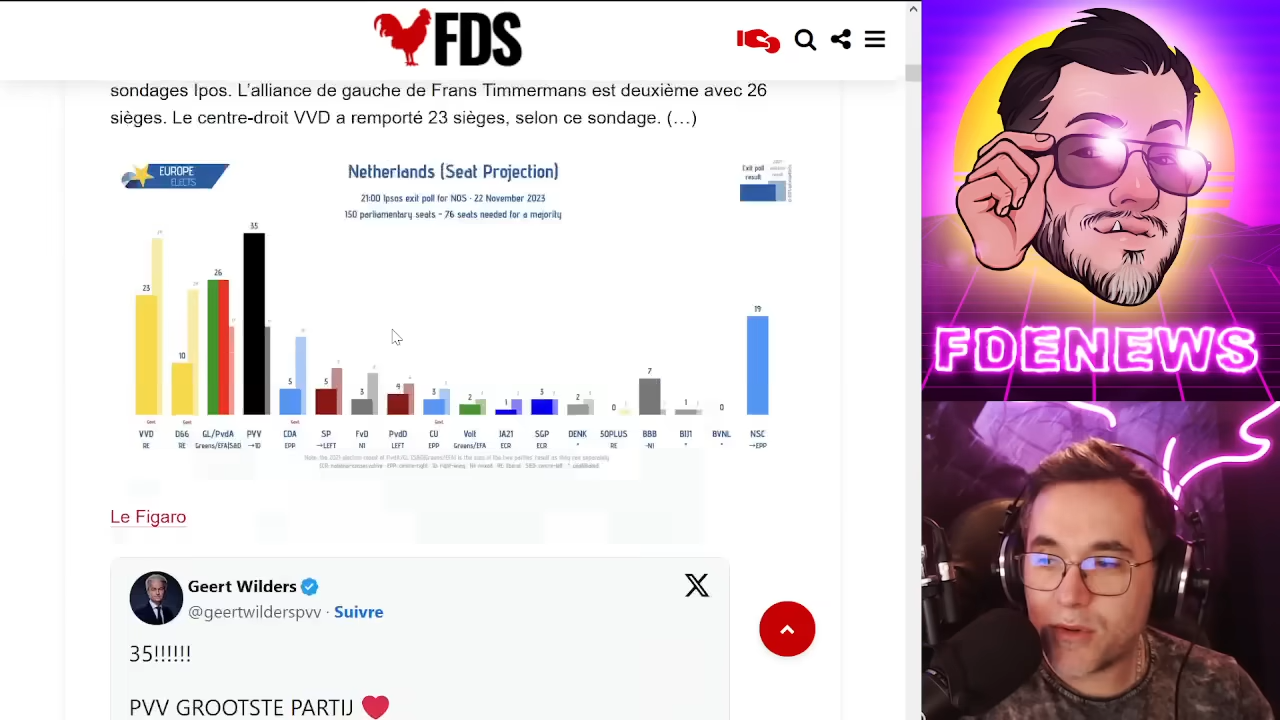 FDS
sondages Ipos. L'alliance de gauche de Frans Timmermans est deuxième avec 26
sièges. Le centre-droit VVD a remporté 23 sièges, selon ce sondage. (…)
EUROPE
ELECTS
Netherlands (Seat Projection)
21:00 Ipsos exit poll for NOS · 22 November 2023
150 parliamentary seats - 76 seats needed for a majority
Exit poll
result
23 10 26 35 5 5 3 4 3 2 1 3 2 0 7 1 0 19
VVD D66 GL/PvdA PVV CDA SP FvD PvdD CU Volt JA21 SGP DENK 50PLUS BBB BIJ1 BVNL NSC
RE RE Greens/EFA|S&D →ID EPP →LEFT NI LEFT EPP Greens/EFA ECR ECR * RE -NI * * →EPP
Le Figaro
Geert Wilders
@geertwilderspvv · Suivre
X
35!!!!!!
PVV GROOTSTE PARTIJ ❤️
FDENEWS